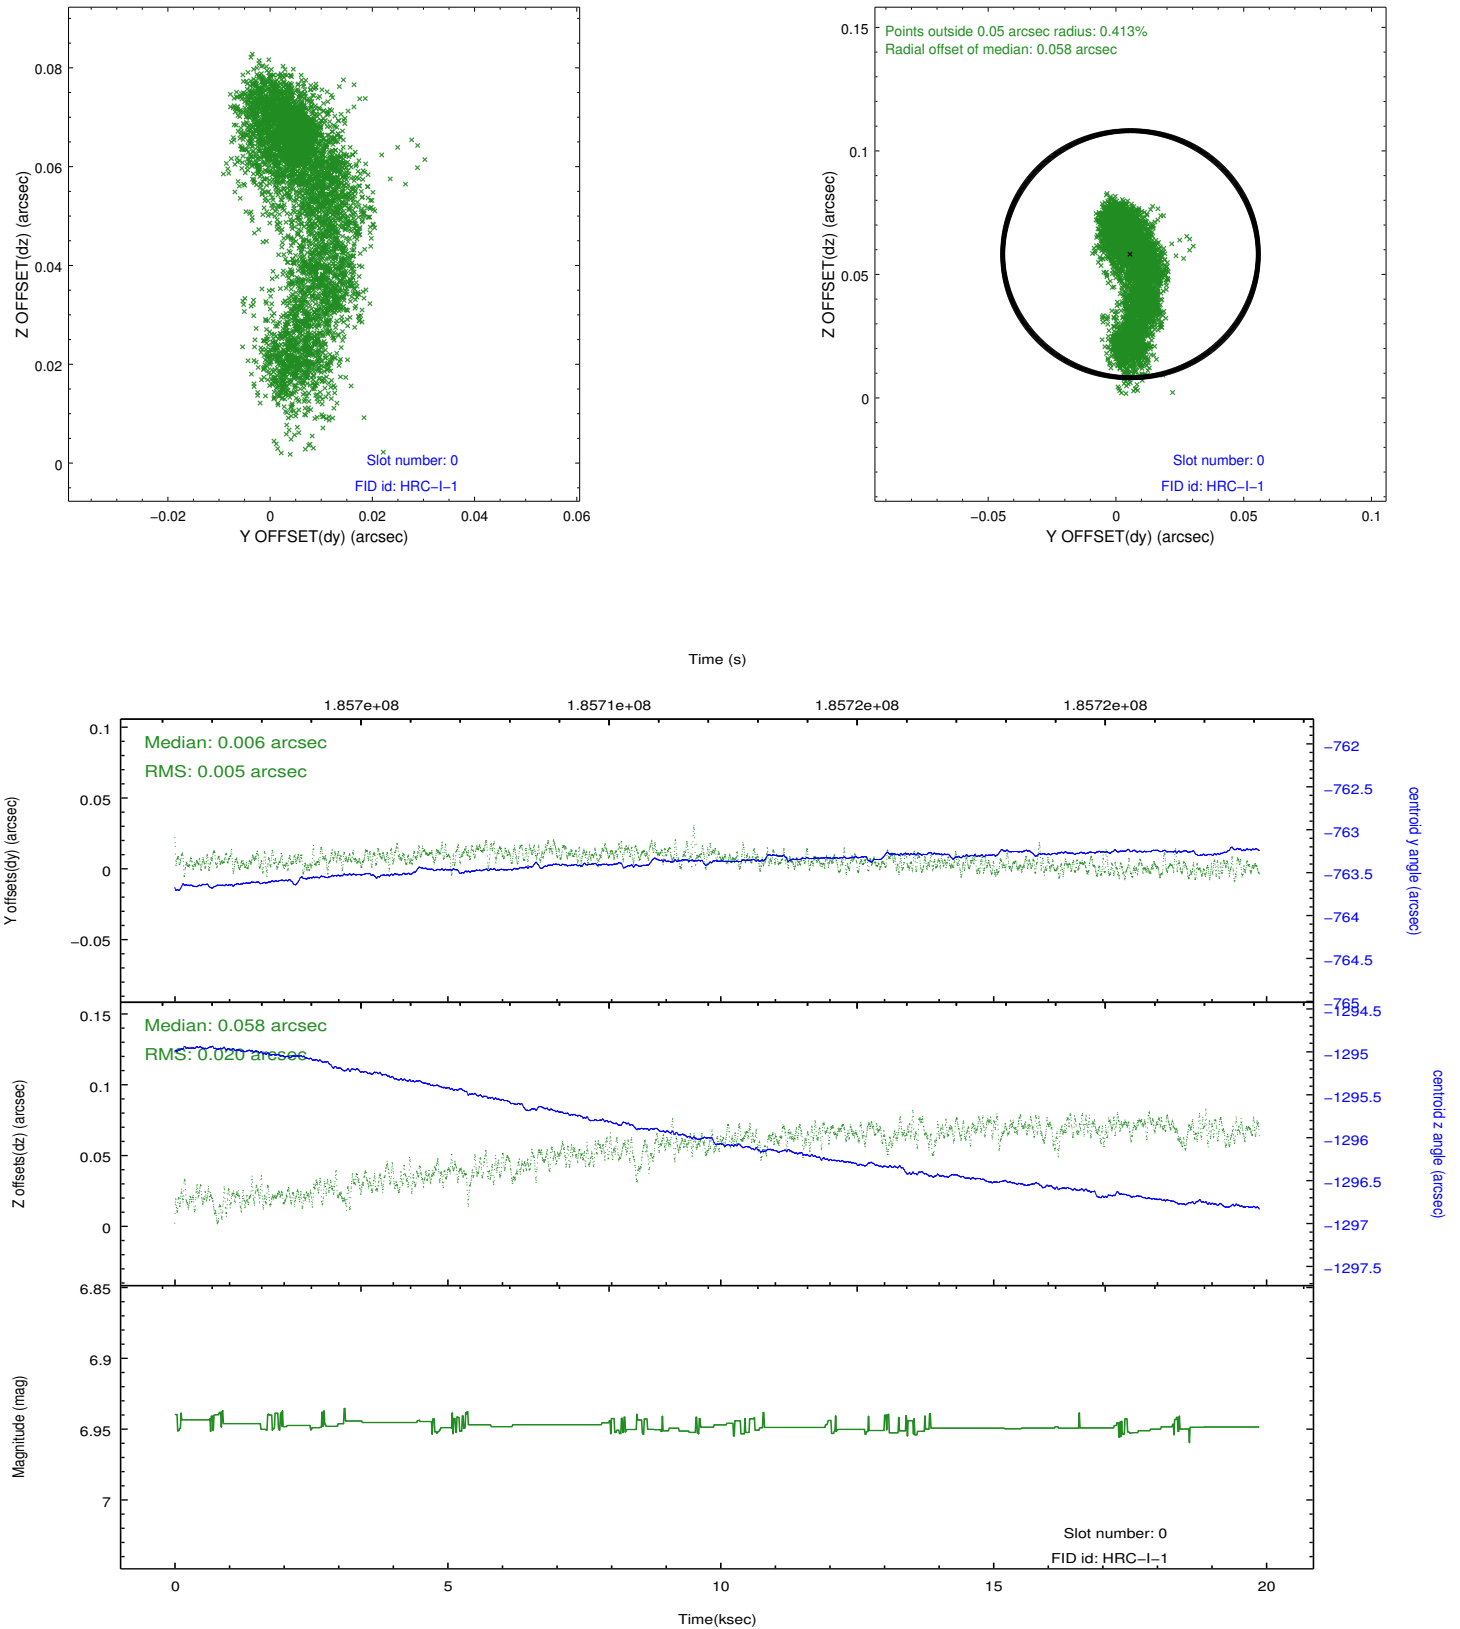 0.08
0.06
0.04
0.02
0
−0.02
0
0.02
0.04
0.06
Z OFFSET(dz) (arcsec)
Y OFFSET(dy) (arcsec)
Slot number: 0
FID id: HRC−I−1
Points outside 0.05 arcsec radius: 0.413%
Radial offset of median: 0.058 arcsec
0.15
0.1
0.05
0
−0.05
0
0.05
0.1
Z OFFSET(dz) (arcsec)
Y OFFSET(dy) (arcsec)
Slot number: 0
FID id: HRC−I−1
Time (s)
1.857e+08
1.8571e+08
1.8572e+08
1.8572e+08
0.1
0.05
0
−0.05
Y offsets(dy) (arcsec)
Median: 0.006 arcsec
RMS: 0.005 arcsec
−762
−762.5
−763
−763.5
−764
−764.5
−765
centroid y angle (arcsec)
0.15
0.1
0.05
0
Z offsets(dz) (arcsec)
Median: 0.058 arcsec
RMS: 0.020 arcsec
−1294.5
−1295
−1295.5
−1296
−1296.5
−1297
−1297.5
centroid z angle (arcsec)
6.85
6.9
6.95
7
Magnitude (mag)
Slot number: 0
FID id: HRC−I−1
0
5
10
15
20
Time(ksec)